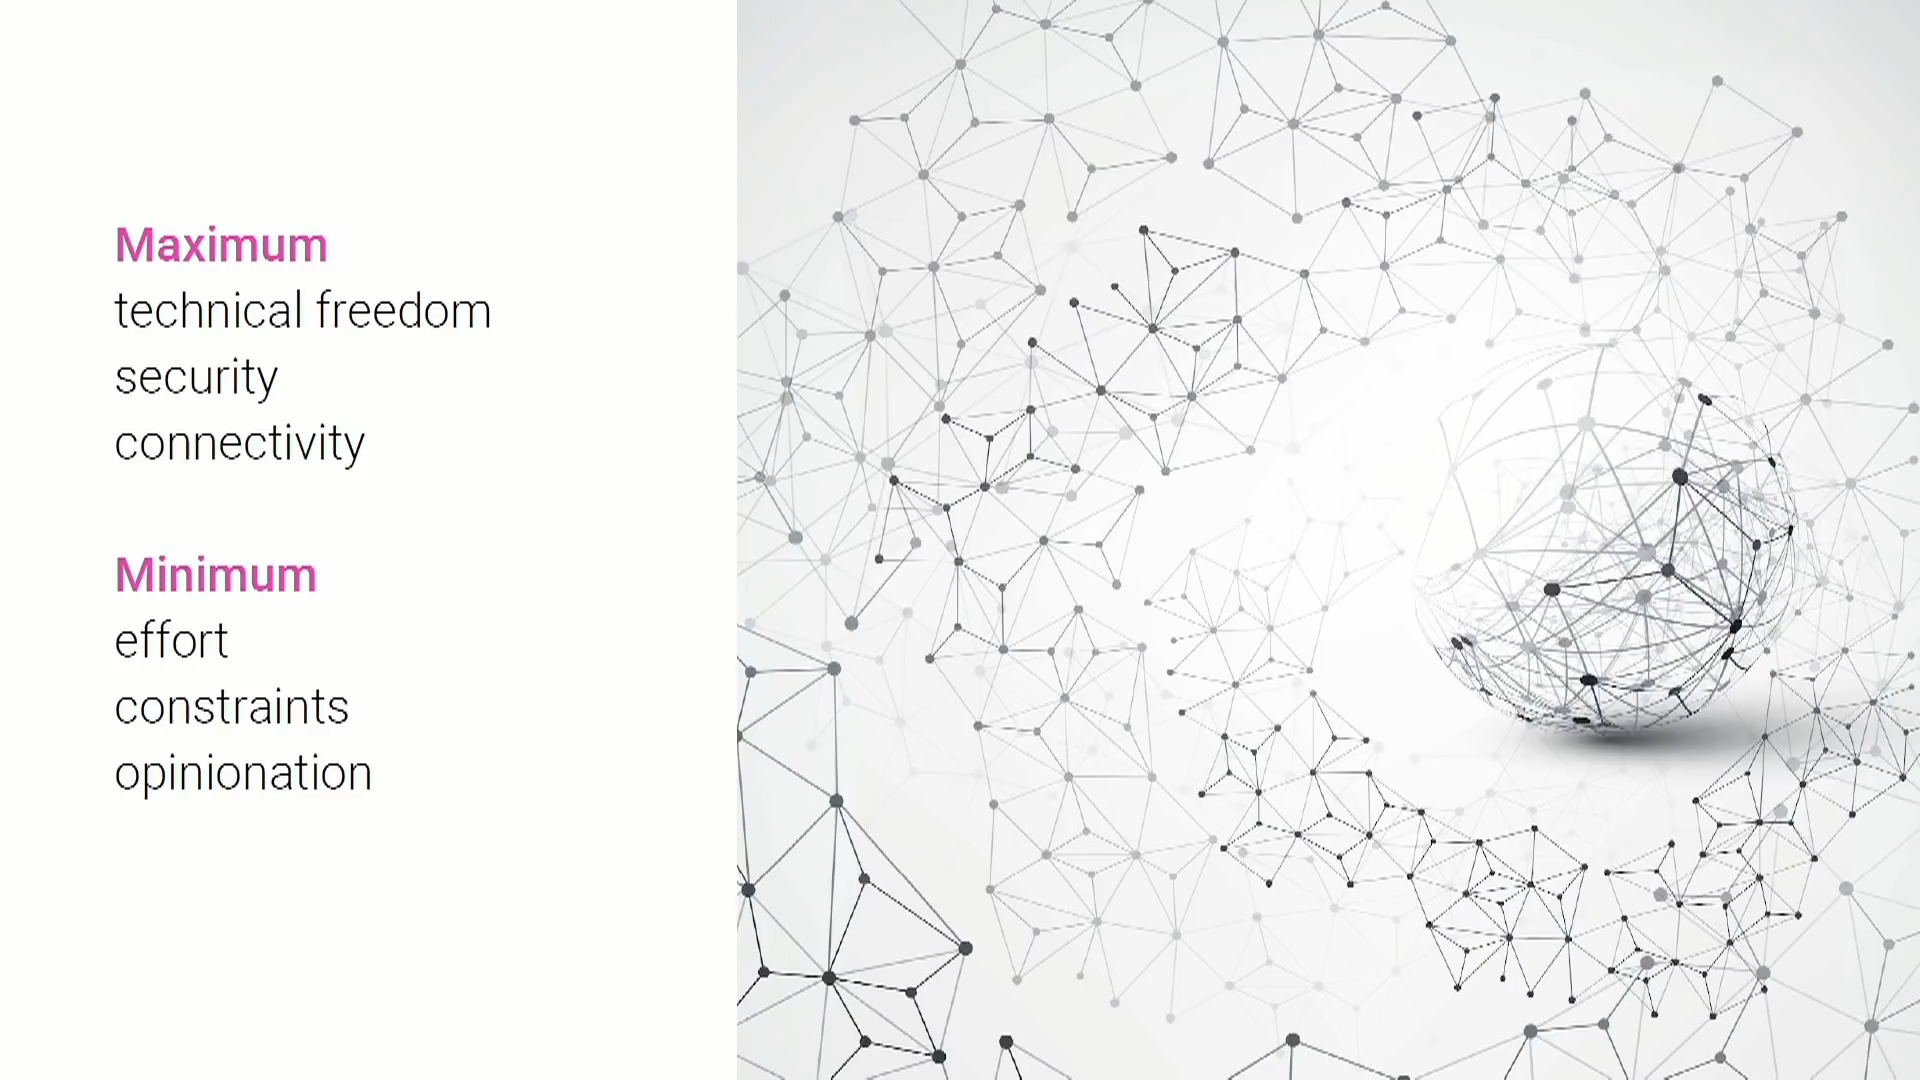 Maximum
technical freedom
security
connectivity
Minimum
effort
constraints
opinionation